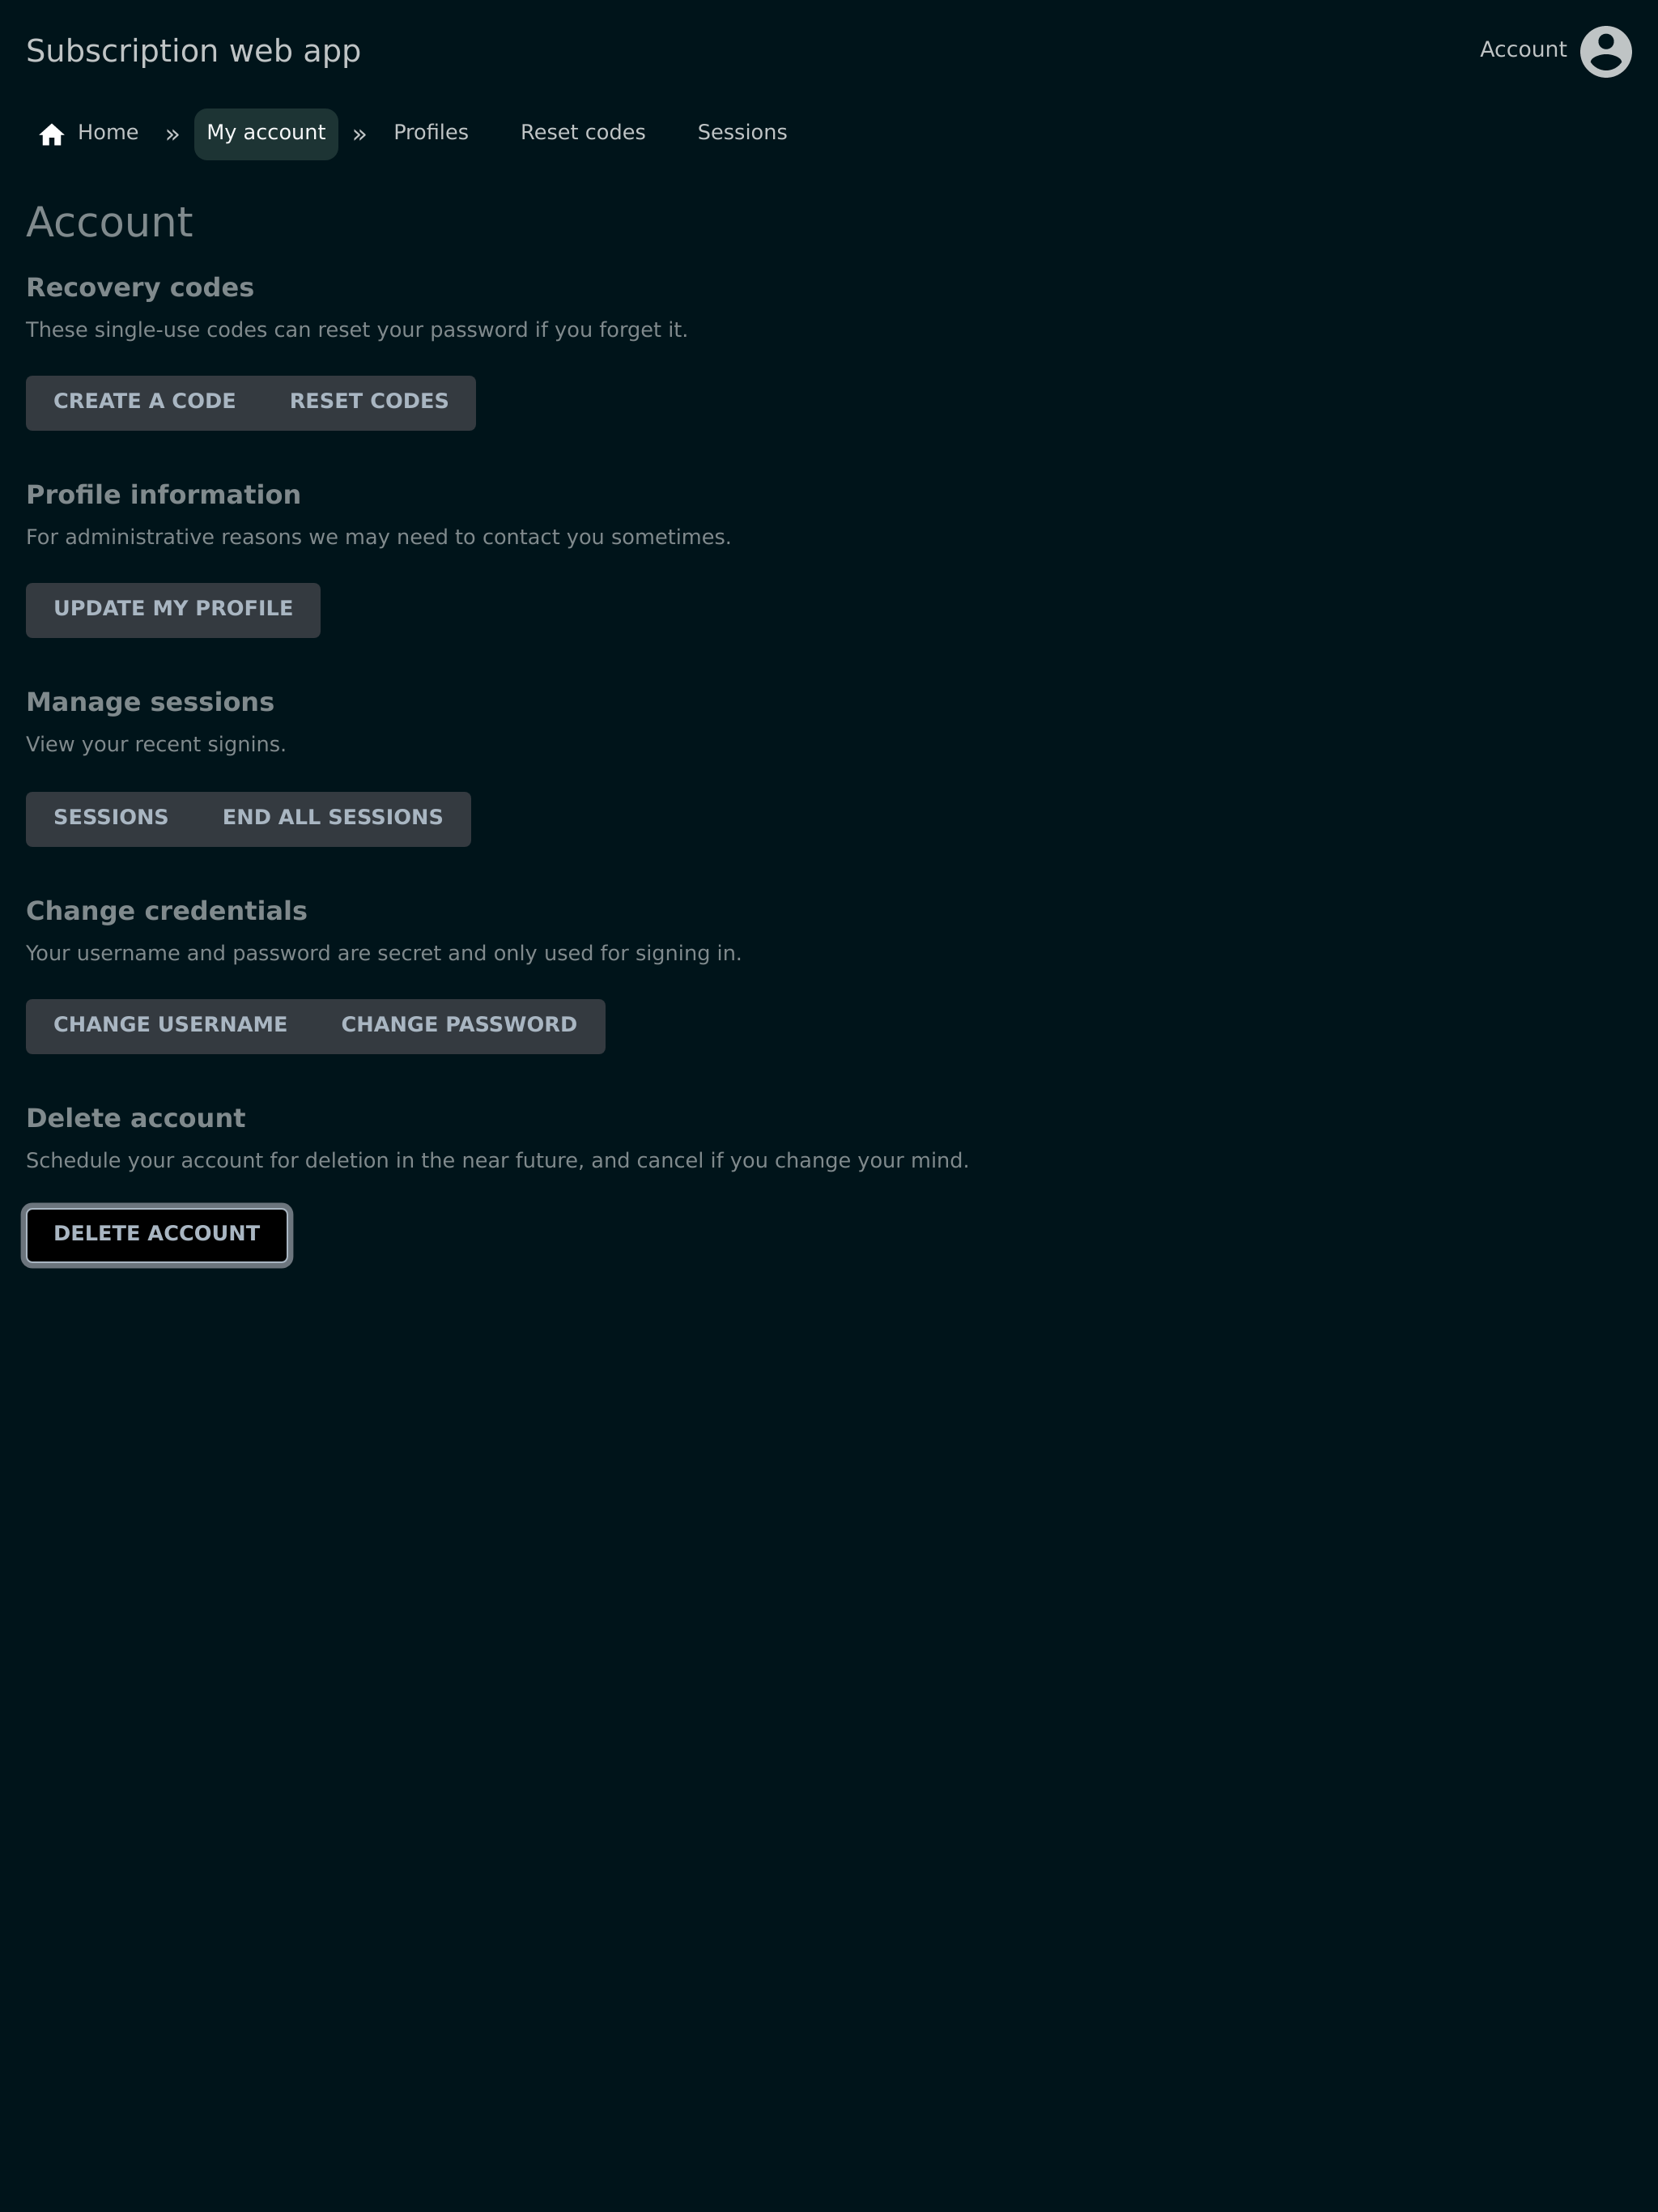 Subscription web app
Account
Home » My account » Profiles Reset codes Sessions
Account
Recovery codes
These single-use codes can reset your password if you forget it.
CREATE A CODE RESET CODES
Profile information
For administrative reasons we may need to contact you sometimes.
UPDATE MY PROFILE
Manage sessions
View your recent signins.
SESSIONS END ALL SESSIONS
Change credentials
Your username and password are secret and only used for signing in.
CHANGE USERNAME CHANGE PASSWORD
Delete account
Schedule your account for deletion in the near future, and cancel if you change your mind.
DELETE ACCOUNT